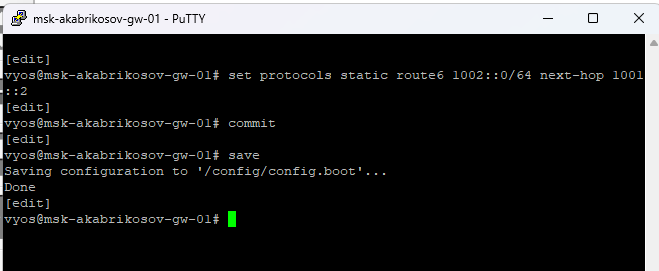 msk-akabrikosov-gw-01 - PuTTY
[edit]
vyos@msk-akabrikosov-gw-01# set protocols static route6 1002::0/64 next-hop 1001
::2
[edit]
vyos@msk-akabrikosov-gw-01# commit
[edit]
vyos@msk-akabrikosov-gw-01# save
Saving configuration to '/config/config.boot'...
Done
[edit]
vyos@msk-akabrikosov-gw-01#